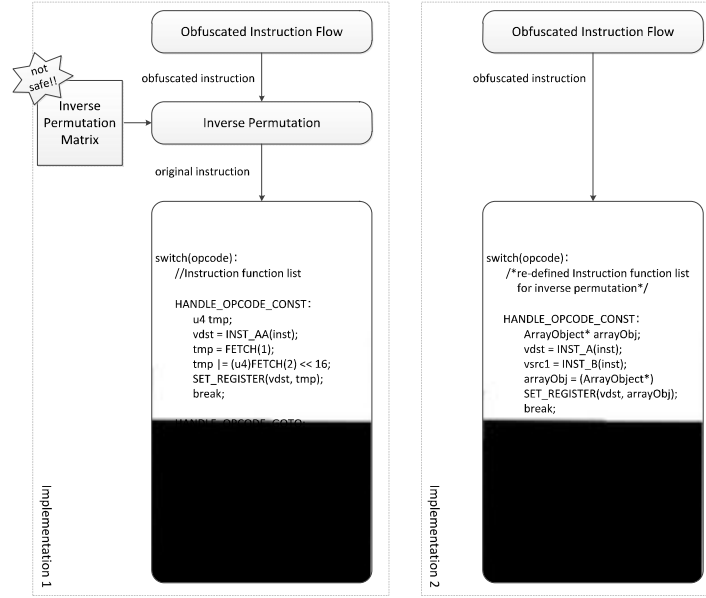 Obfuscated Instruction Flow
obfuscated instruction
not
safe!!
Inverse
Permutation
Matrix
Inverse Permutation
original instruction
switch(opcode):
//Instruction function list
HANDLE_OPCODE_CONST:
u4 tmp;
vdst = INST_AA(inst);
tmp = FETCH(1);
tmp |= (u4)FETCH(2) << 16;
SET_REGISTER(vdst, tmp);
break;
Implementation 1
Obfuscated Instruction Flow
obfuscated instruction
switch(opcode):
/*re-defined Instruction function list
for inverse permutation*/
HANDLE_OPCODE_CONST:
ArrayObject* arrayObj;
vdst = INST_A(inst);
vsrc1 = INST_B(inst);
arrayObj = (ArrayObject*)
SET_REGISTER(vdst, arrayObj);
break;
Implementation 2